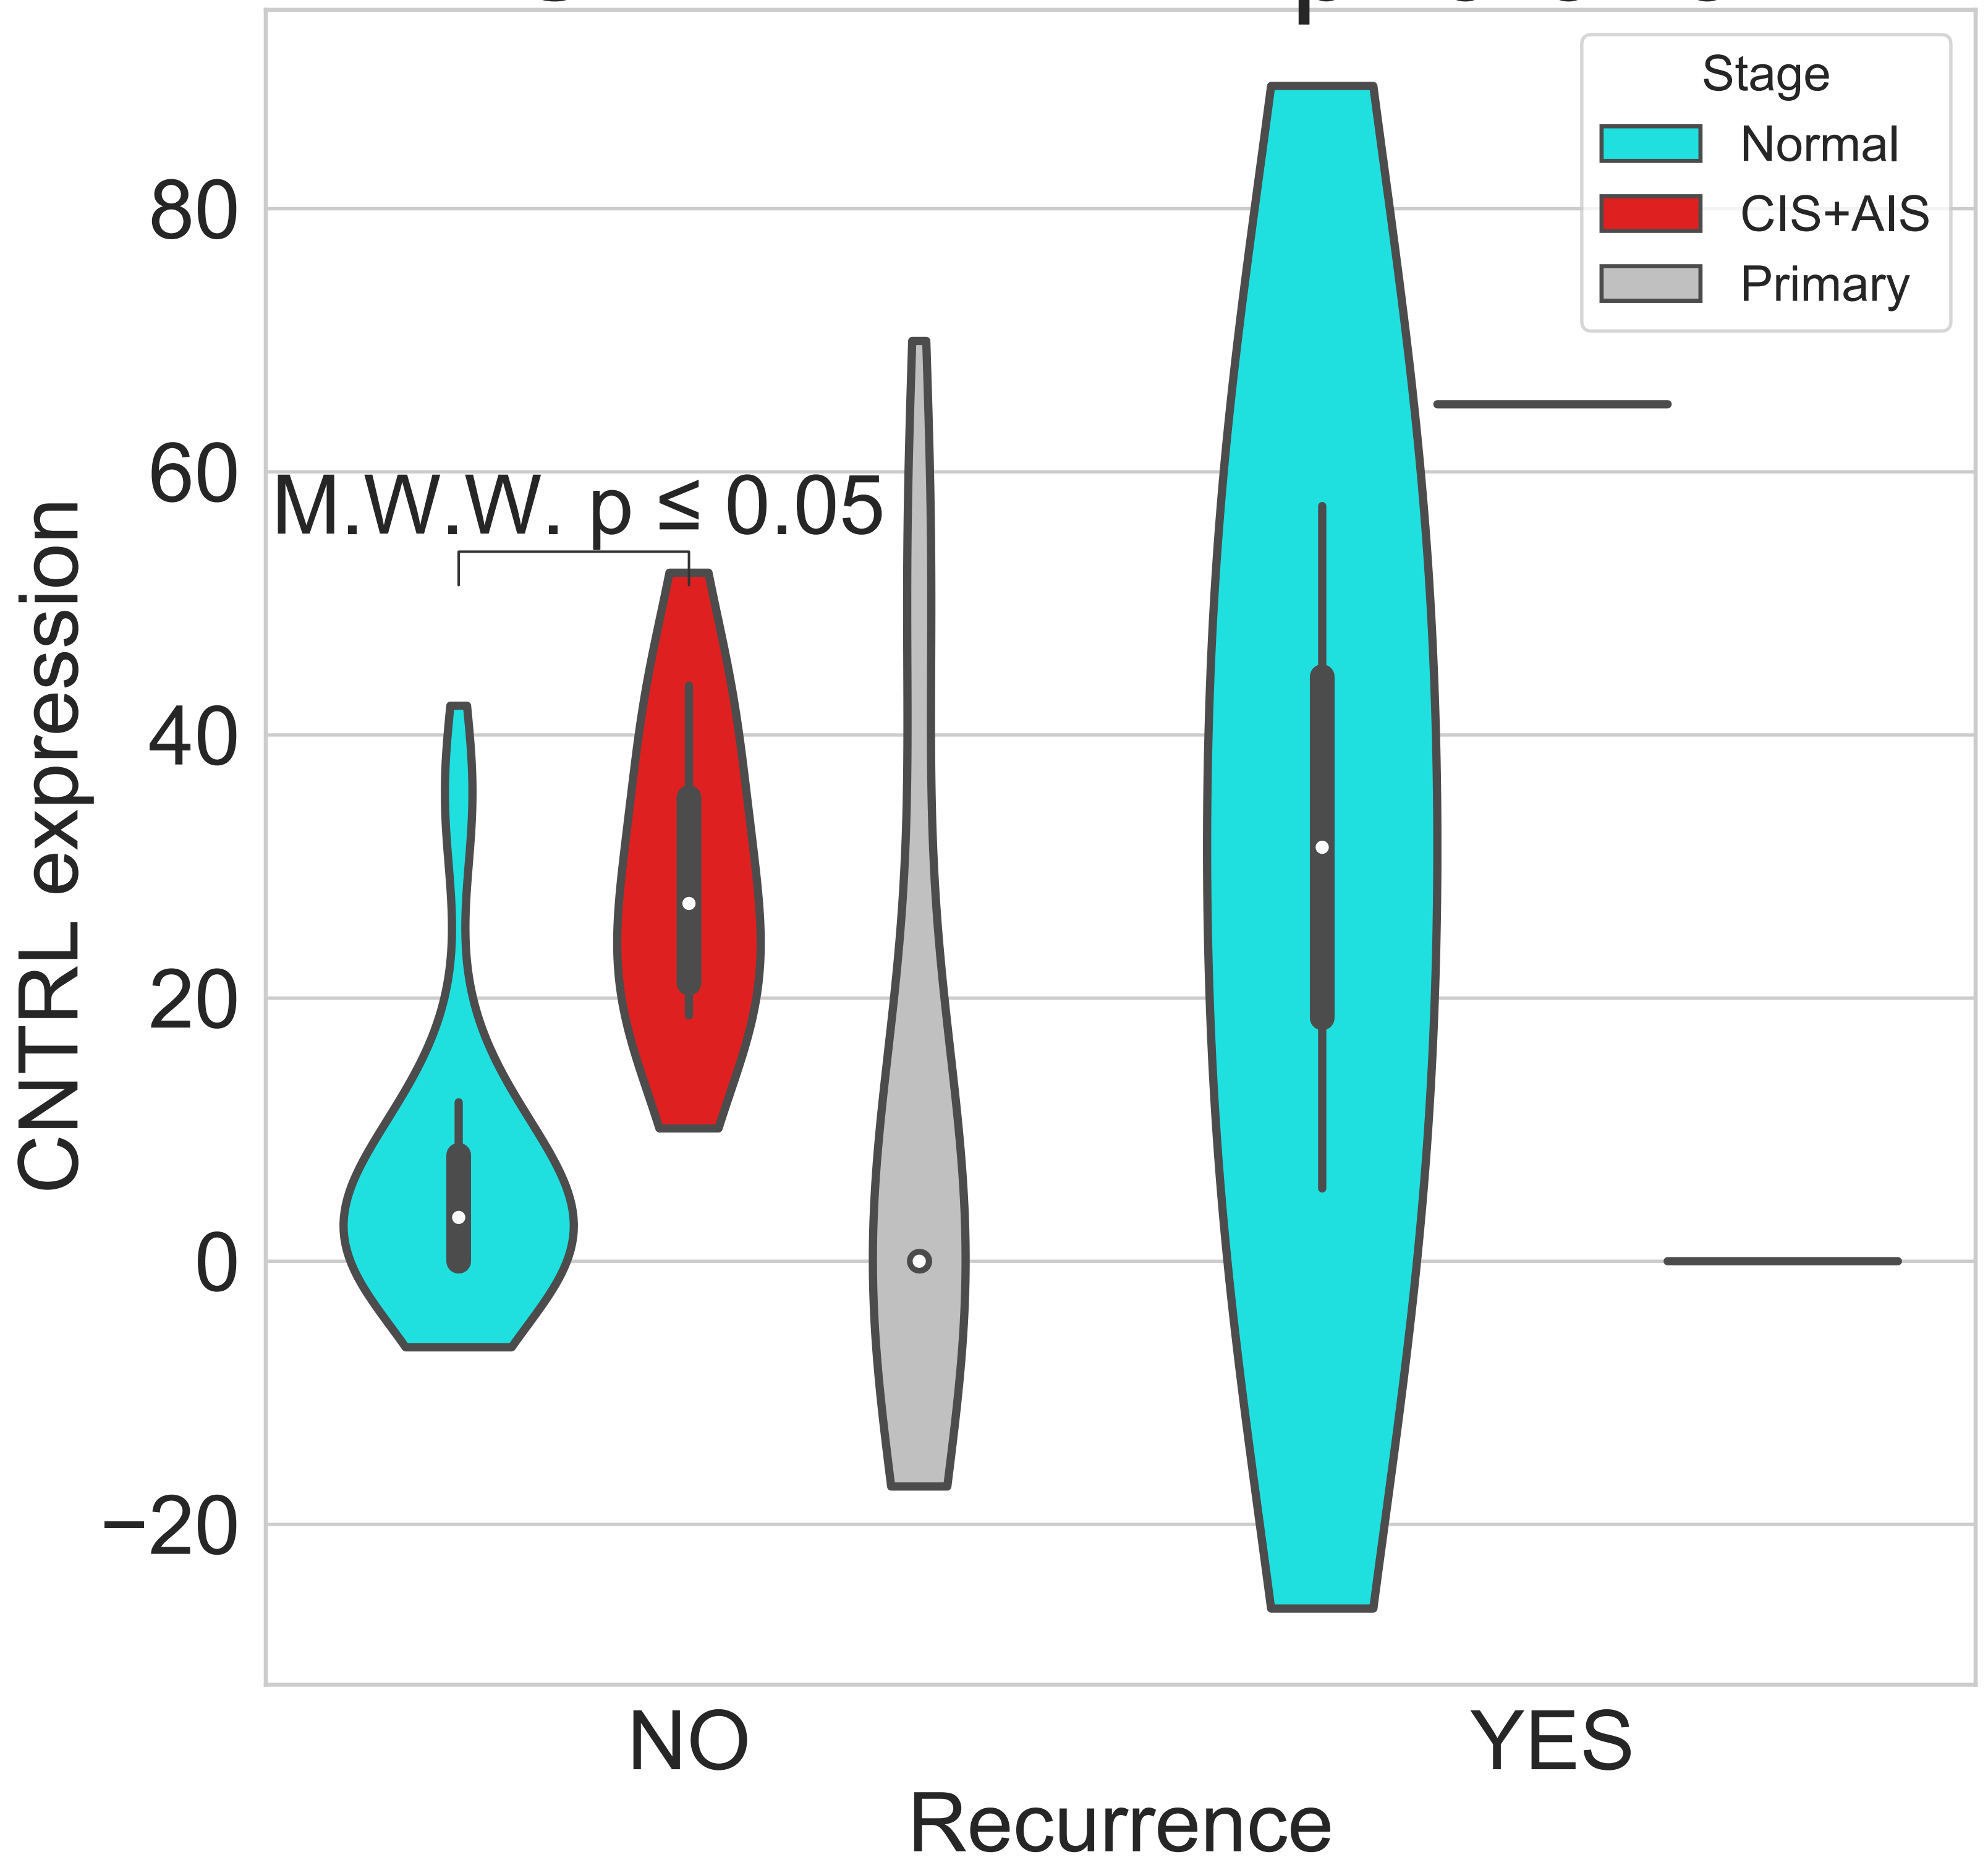 Stage
Normal
CIS+AIS
Primary
80
60
40
20
0
−20
M.W.W. p ≤ 0.05
CNTRL expression
NO
YES
Recurrence